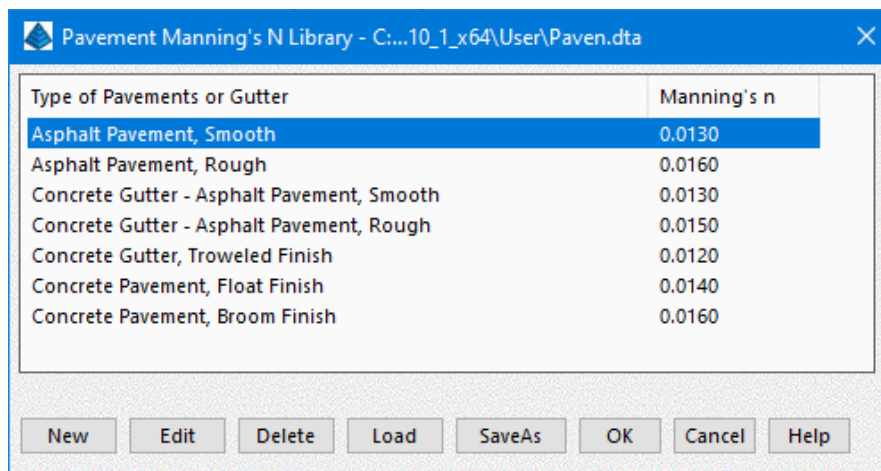 Pavement Manning's N Library - C:...10_1_x64\User\Paven.dta
Type of Pavements or Gutter Manning's n
Asphalt Pavement, Smooth 0.0130
Asphalt Pavement, Rough 0.0160
Concrete Gutter - Asphalt Pavement, Smooth 0.0130
Concrete Gutter - Asphalt Pavement, Rough 0.0150
Concrete Gutter, Troweled Finish 0.0120
Concrete Pavement, Float Finish 0.0140
Concrete Pavement, Broom Finish 0.0160
New Edit Delete Load SaveAs OK Cancel Help